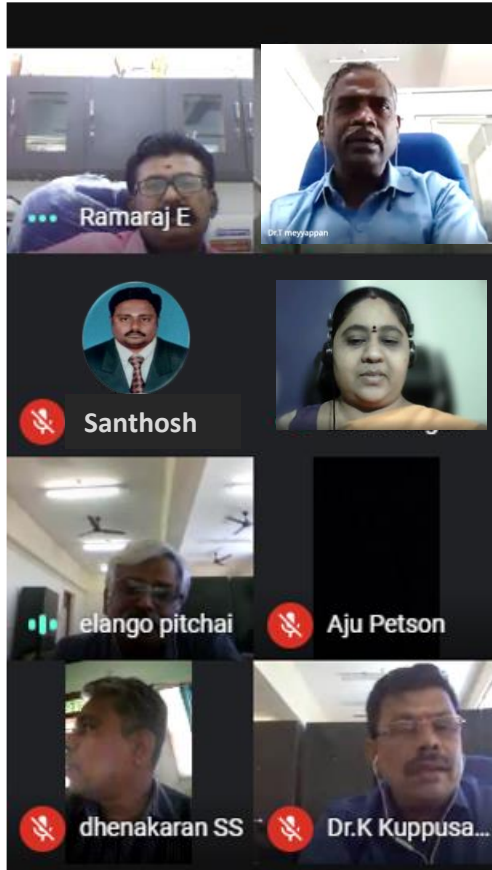 Ramaraj E
Dr.T meyyappan
Santhosh
elango pitchai
Aju Petson
dhenakaran SS
Dr.K Kuppusa...